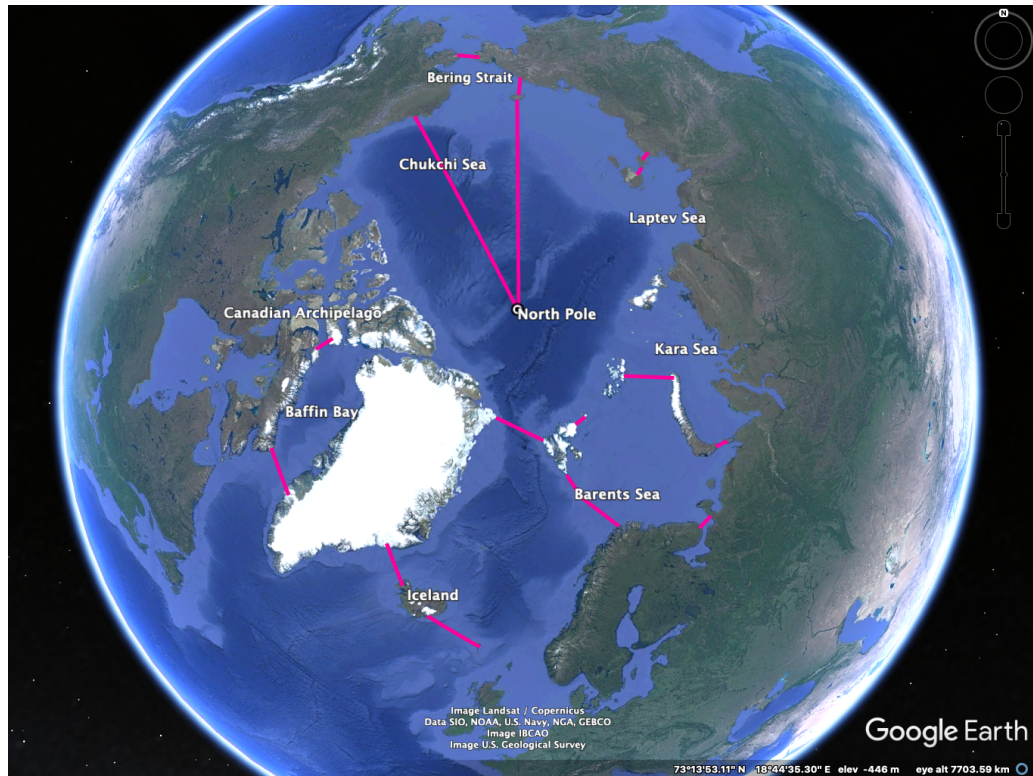 N
Bering Strait
Chukchi Sea
Laptev Sea
Canadian Archipelago
North Pole
Kara Sea
Baffin Bay
Barents Sea
Iceland
Image Landsat / Copernicus
Data SIO, NOAA, U.S. Navy, NGA, GEBCO
Image IBCAO
Image U.S. Geological Survey
Google Earth
73°13'53.11" N 18°44'35.30" E elev -446 m eye alt 7703.59 km